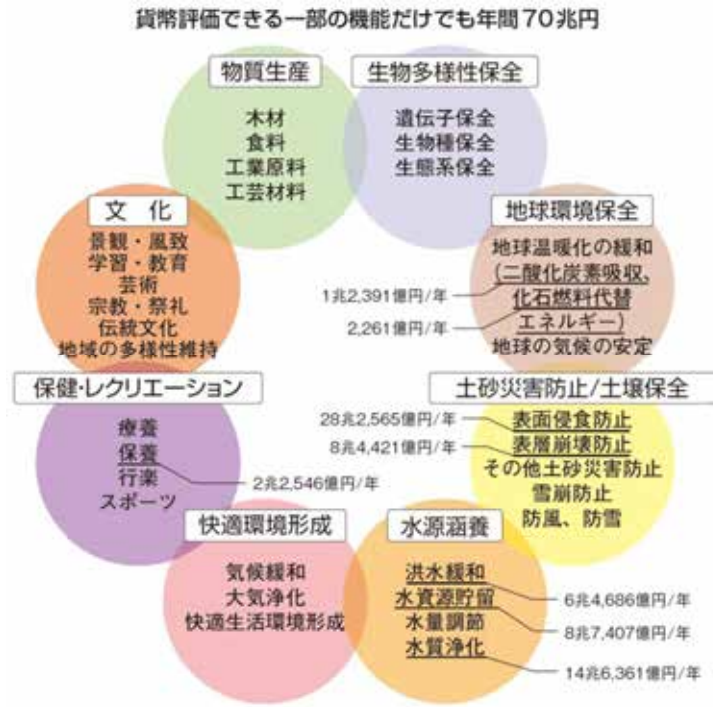 貨幣評価できる一部の機能だけでも年間70兆円
物質生産
木材
食料
工業原料
工芸材料
生物多様性保全
遺伝子保全
生物種保全
生態系保全
文 化
景観・風致
学習・教育
芸術
宗教・祭礼
伝統文化
地域の多様性維持
地球環境保全
地球温暖化の緩和
(二酸化炭素吸収、
化石燃料代替
エネルギー)
地球の気候の安定
1兆2,391億円/年
2,261億円/年
保健・レクリエーション
療養
保養
行楽
スポーツ
2兆2,546億円/年
土砂災害防止/土壌保全
表面侵食防止
表層崩壊防止
その他土砂災害防止
雪崩防止
防風、防雪
28兆2,565億円/年
8兆4,421億円/年
快適環境形成
気候緩和
大気浄化
快適生活環境形成
水源涵養
洪水緩和
水資源貯留
水量調節
水質浄化
6兆4,686億円/年
8兆7,407億円/年
14兆6,361億円/年